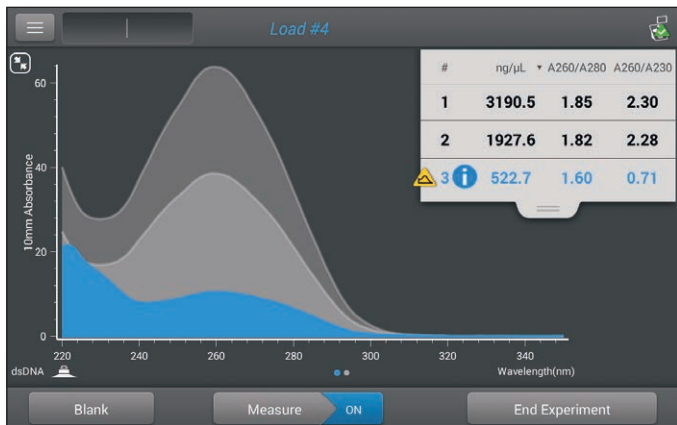 Load #4
# ng/µL A260/A280 A260/A230
1 3190.5 1.85 2.30
2 1927.6 1.82 2.28
3 i 522.7 1.60 0.71
10mm Absorbance
60
40
20
0
220 240 260 280 300 320 340
dsDNA
Wavelength(nm)
Blank
Measure ON
End Experiment